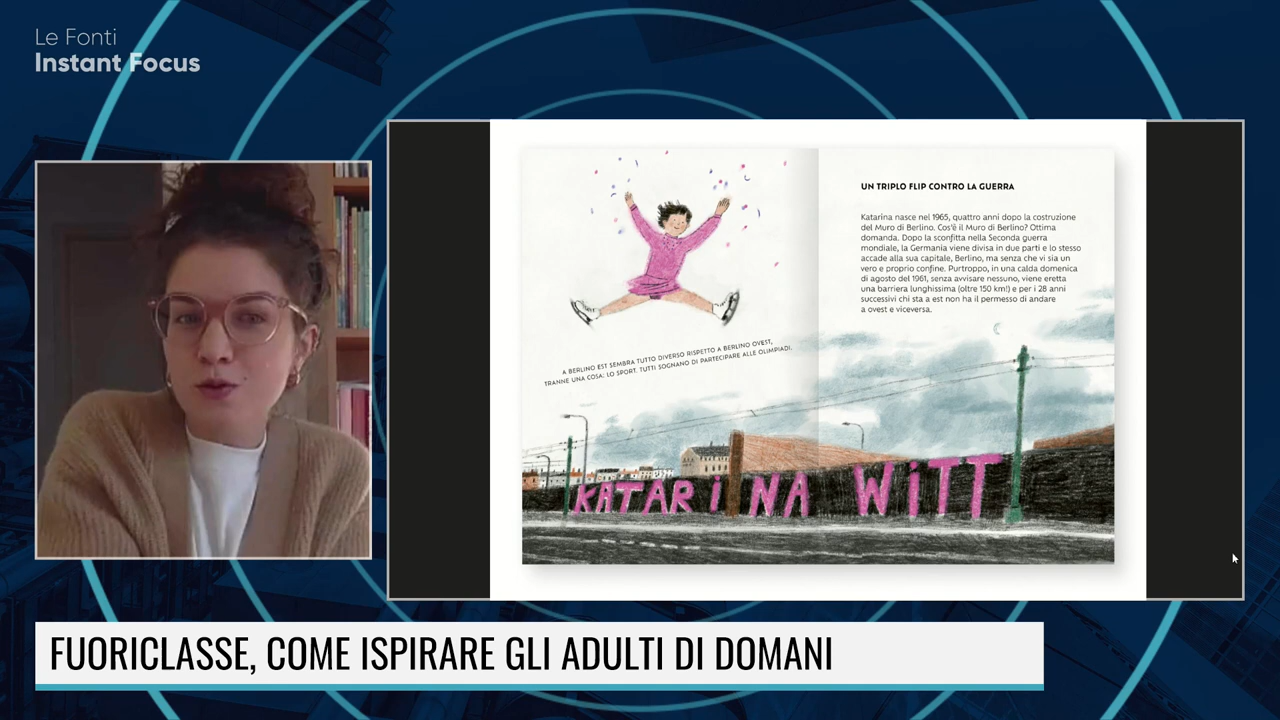 Le Fonti
Instant Focus
UN TRIPLO FLIP CONTRO LA GUERRA
Katarina nasce nel 1965, quattro anni dopo la costruzione
del Muro di Berlino. Cos'è il Muro di Berlino? Ottima
domanda. Dopo la sconfitta nella Seconda guerra
mondiale, la Germania viene divisa in due parti e lo stesso
accade alla sua capitale, Berlino, ma senza che vi sia un
vero e proprio confine. Purtroppo, in una calda domenica
di agosto del 1961, senza avvisare nessuno, viene eretta
una barriera lunghissima (oltre 150 km!) e per i 28 anni
successivi chi sta a est non ha il permesso di andare
a ovest e viceversa.
A BERLINO EST SEMBRA TUTTO DIVERSO RISPETTO A BERLINO OVEST,
TRANNE UNA COSA: LO SPORT. TUTTI SOGNANO DI PARTECIPARE ALLE OLIMPIADI.
KATARINA WITT
FUORICLASSE, COME ISPIRARE GLI ADULTI DI DOMANI